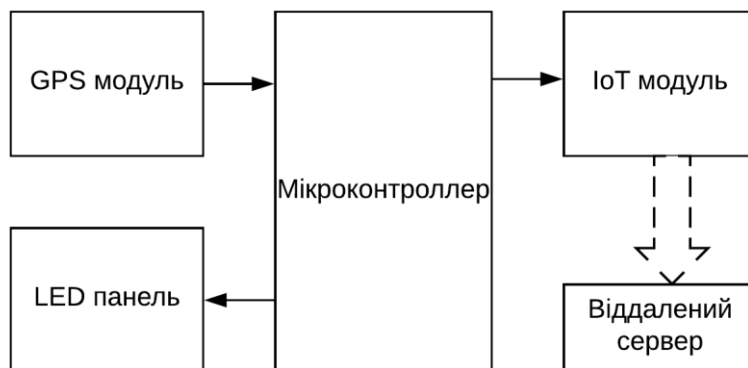 GPS модуль
Мікроконтроллер
IoT модуль
LED панель
Віддалений
сервер